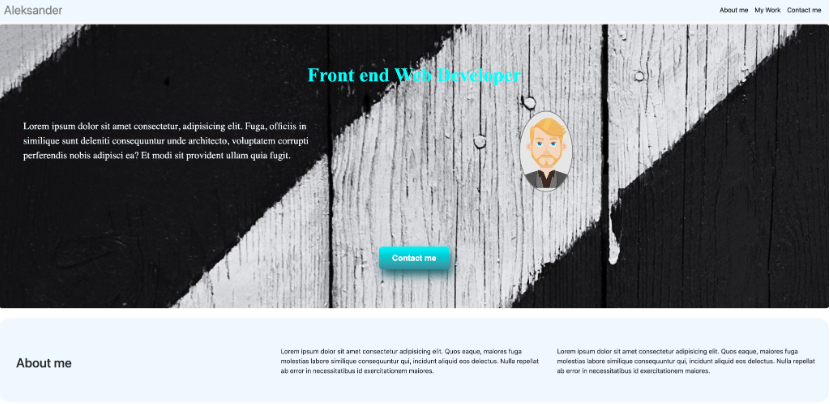 Aleksander
About me My Work Contact me
Front end Web Developer
Lorem ipsum dolor sit amet consectetur, adipisicing elit. Fuga, officiis in
similique sunt deleniti consequuntur unde architecto, voluptatem corrupti
perferendis nobis adipisci ea? Et modi sit provident ullam quia fugit.
Contact me
About me
Lorem ipsum dolor sit amet consectetur adipisicing elit. Quos eaque, maiores fuga
molestias labore similique consequuntur qui, incidunt aliquid eos delectus. Nulla repellat
ab error in necessitatibus id exercitationem maiores.
Lorem ipsum dolor sit amet consectetur adipisicing elit. Quos eaque, maiores fuga
molestias labore similique consequuntur qui, incidunt aliquid eos delectus. Nulla repellat
ab error in necessitatibus id exercitationem maiores.